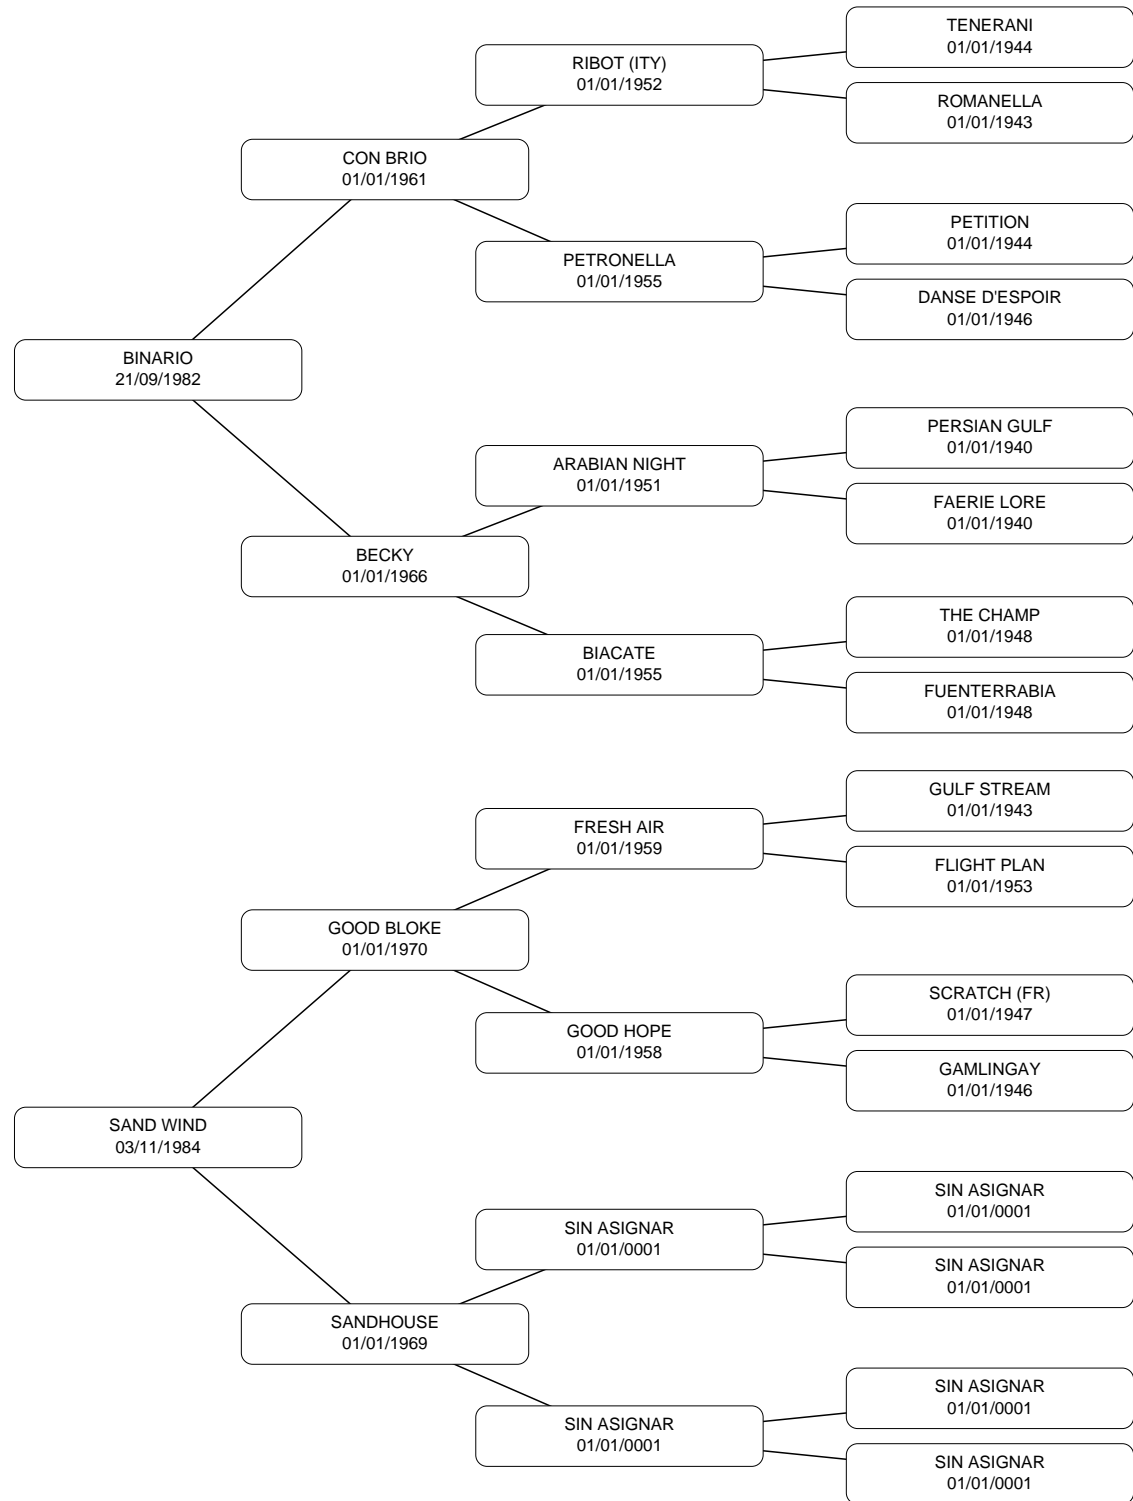 TENERANI
01/01/1944
RIBOT (ITY)
01/01/1952
ROMANELLA
01/01/1943
CON BRIO
01/01/1961
PETITION
01/01/1944
PETRONELLA
01/01/1955
DANSE D'ESPOIR
01/01/1946
BINARIO
21/09/1982
PERSIAN GULF
01/01/1940
ARABIAN NIGHT
01/01/1951
FAERIE LORE
01/01/1940
BECKY
01/01/1966
THE CHAMP
01/01/1948
BIACATE
01/01/1955
FUENTERRABIA
01/01/1948
GULF STREAM
01/01/1943
FRESH AIR
01/01/1959
FLIGHT PLAN
01/01/1953
GOOD BLOKE
01/01/1970
SCRATCH (FR)
01/01/1947
GOOD HOPE
01/01/1958
GAMLINGAY
01/01/1946
SAND WIND
03/11/1984
SIN ASIGNAR
01/01/0001
SIN ASIGNAR
01/01/0001
SIN ASIGNAR
01/01/0001
SANDHOUSE
01/01/1969
SIN ASIGNAR
01/01/0001
SIN ASIGNAR
01/01/0001
SIN ASIGNAR
01/01/0001